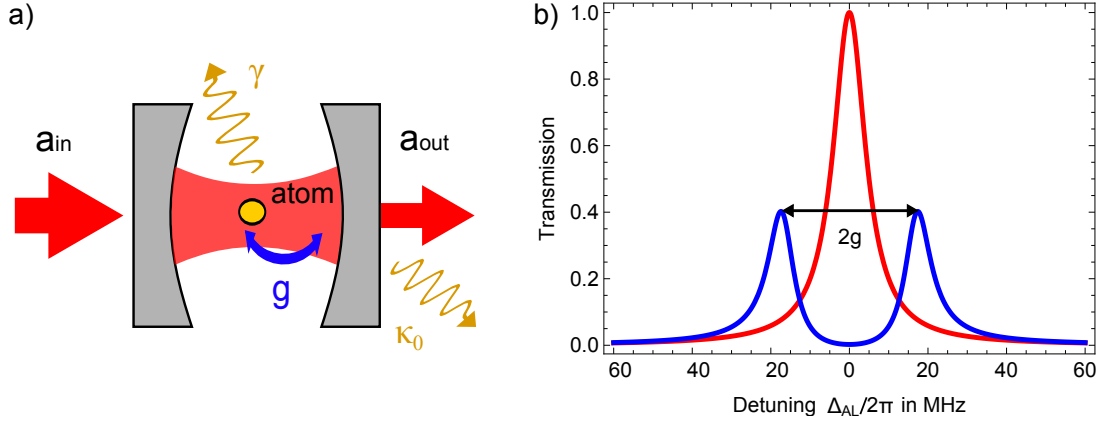 a)
γ
a_in
a_out
atom
g
κ₀
b)
Transmission
1.0
0.8
0.6
0.4
0.2
0.0
2g
60
40
20
0
20
40
60
Detuning Δ_AL/2π in MHz